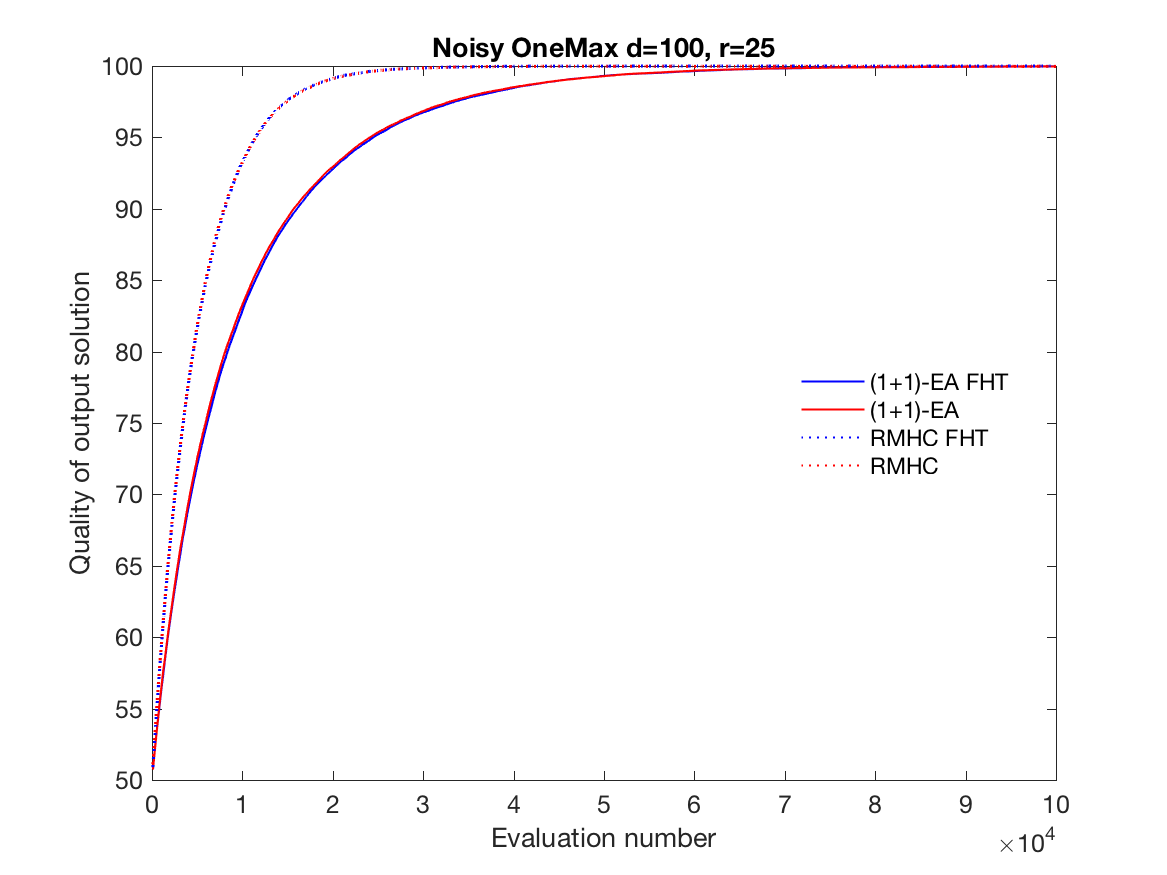 Noisy OneMax d=100, r=25
100
95
90
85
80
75
70
65
60
55
50
Quality of output solution
(1+1)-EA FHT
(1+1)-EA
RMHC FHT
RMHC
0 1 2 3 4 5 6 7 8 9 10
Evaluation number
×10⁴